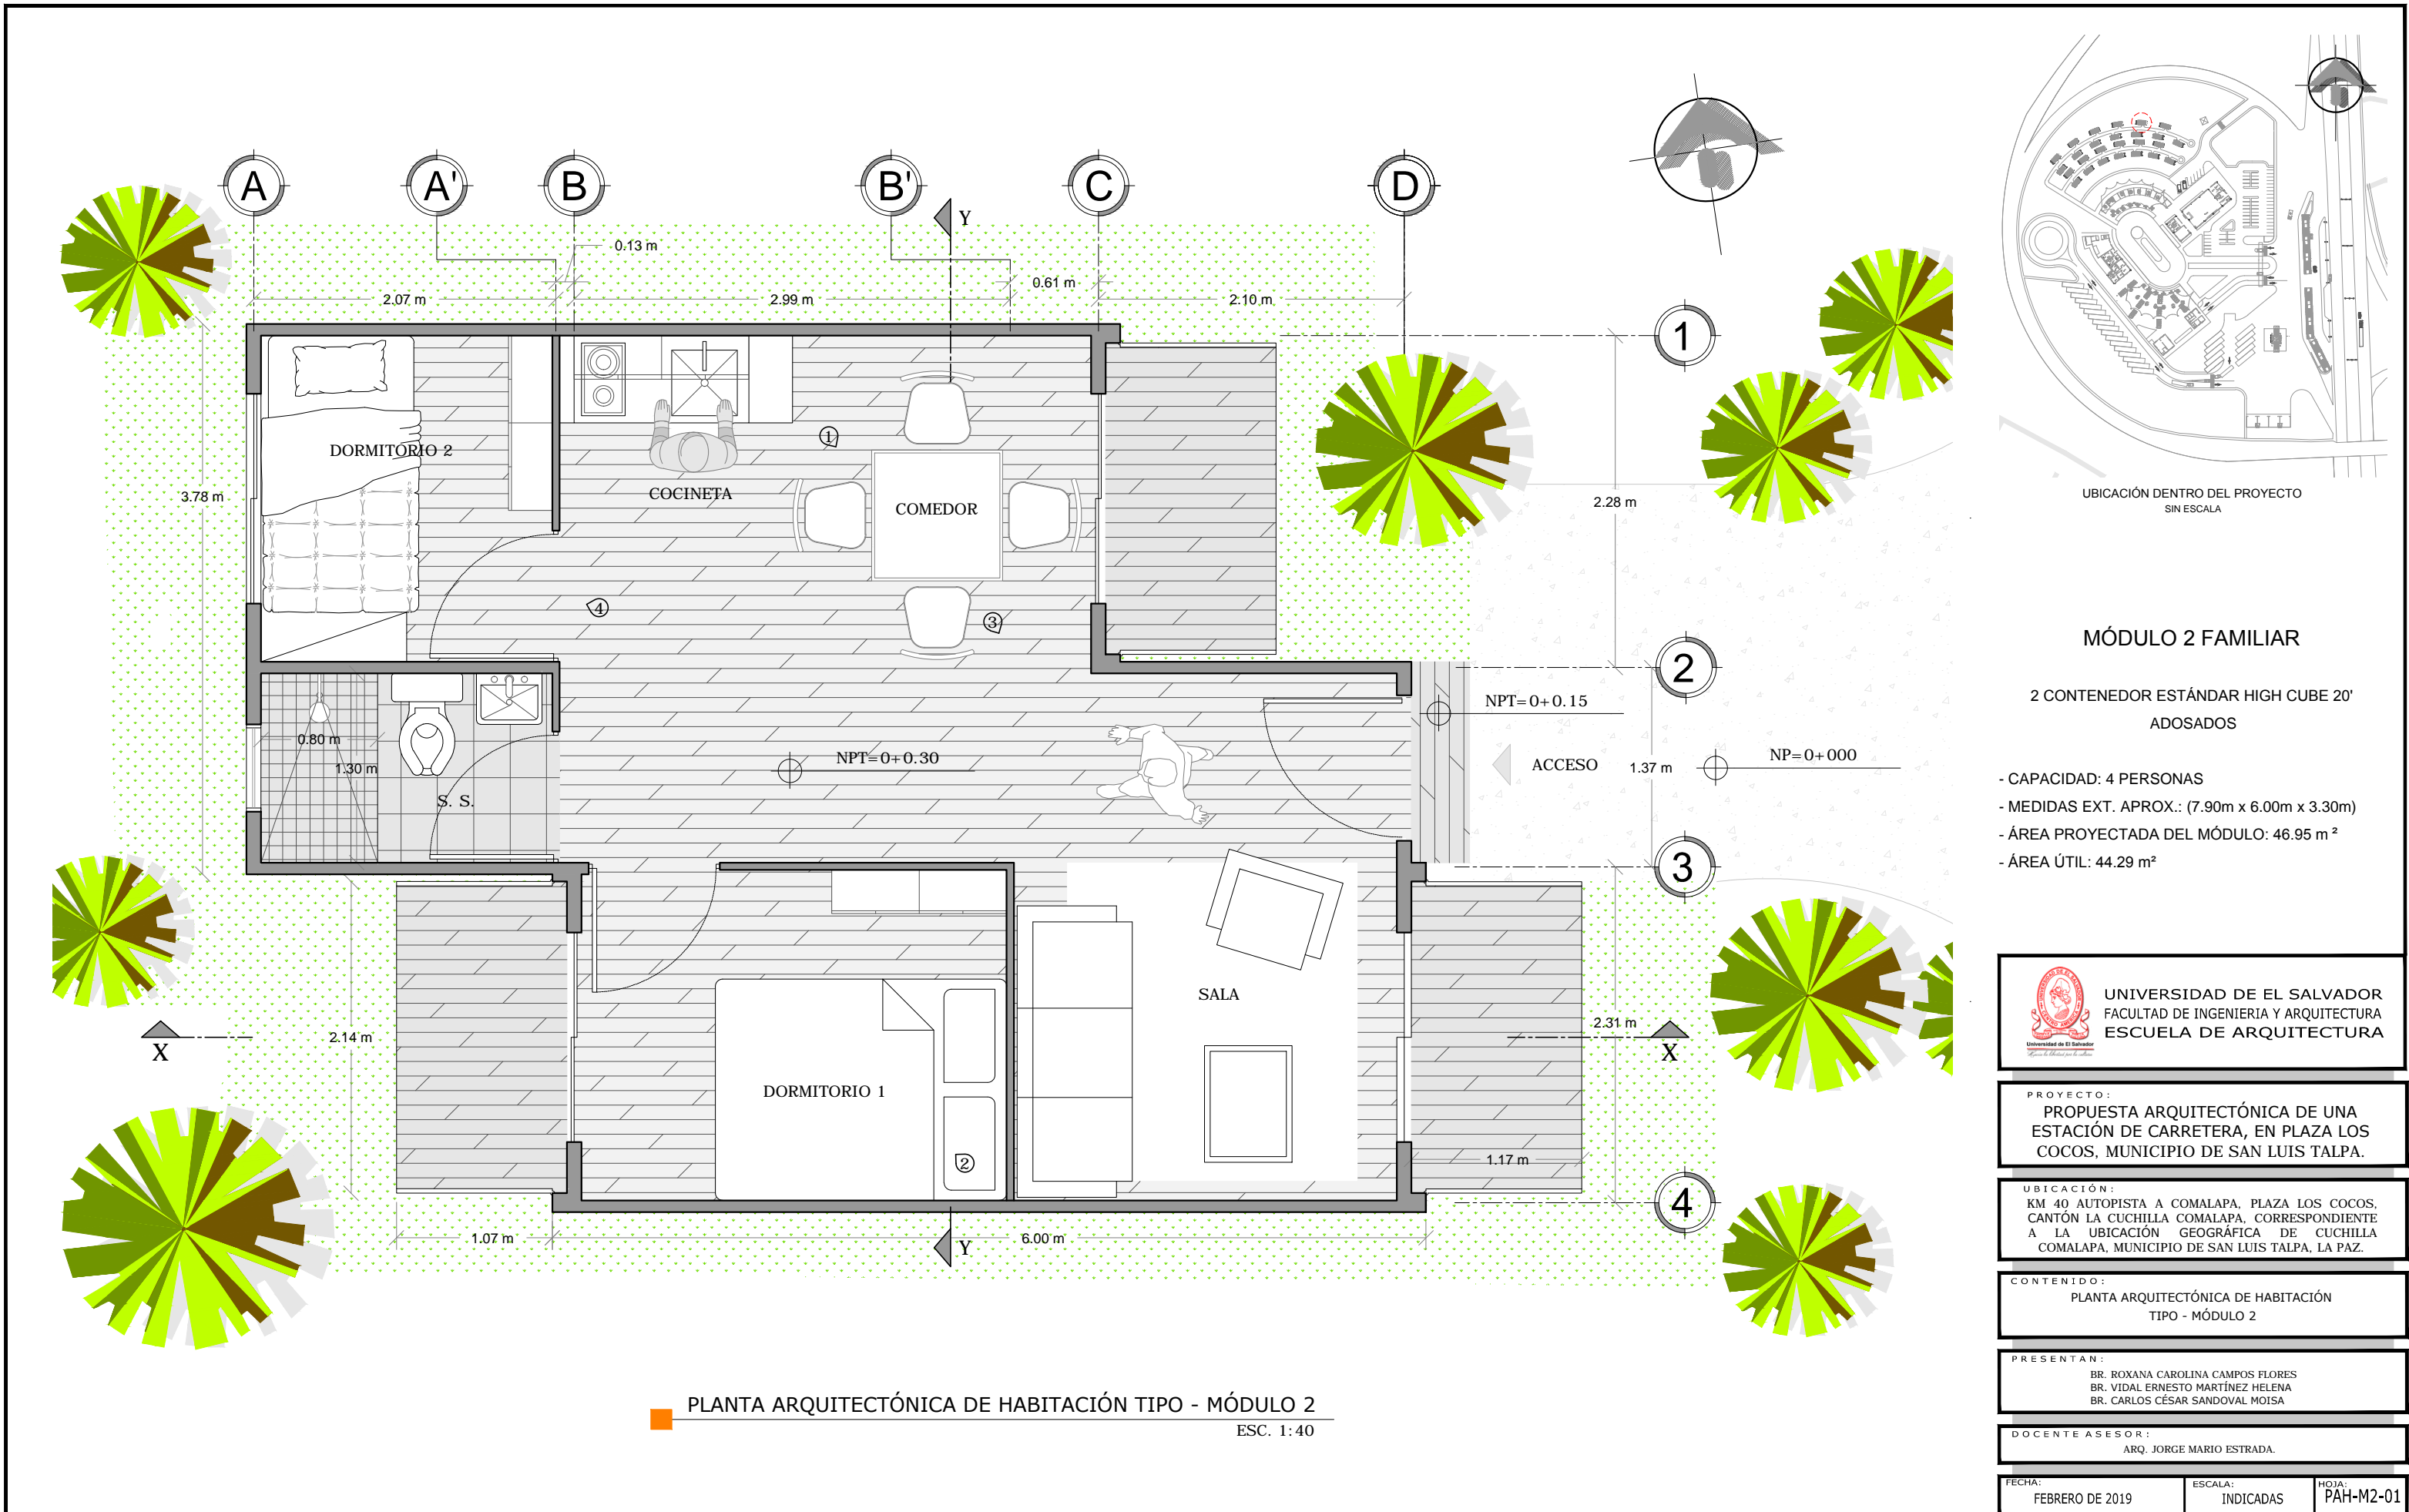 A
A'
B
B'
C
D
Y
0.13 m
2.07 m
2.99 m
0.61 m
2.10 m
1
DORMITORIO 2
COCINETA
1
COMEDOR
3.78 m
2.28 m
4
3
2
NPT=0+0.15
0.80 m
1.30 m
S. S.
NPT=0+0.30
ACCESO
1.37 m
NP=0+000
3
SALA
2.14 m
2.31 m
X
X
DORMITORIO 1
2
1.17 m
4
1.07 m
Y
6.00 m
PLANTA ARQUITECTÓNICA DE HABITACIÓN TIPO - MÓDULO 2
ESC. 1:40
UBICACIÓN DENTRO DEL PROYECTO
SIN ESCALA
MÓDULO 2 FAMILIAR
2 CONTENEDOR ESTÁNDAR HIGH CUBE 20'
ADOSADOS
- CAPACIDAD: 4 PERSONAS
- MEDIDAS EXT. APROX.: (7.90m x 6.00m x 3.30m)
- ÁREA PROYECTADA DEL MÓDULO: 46.95 m ²
- ÁREA ÚTIL: 44.29 m²
Universidad de El Salvador
UNIVERSIDAD DE EL SALVADOR
FACULTAD DE INGENIERIA Y ARQUITECTURA
ESCUELA DE ARQUITECTURA
PROYECTO:
PROPUESTA ARQUITECTÓNICA DE UNA
ESTACIÓN DE CARRETERA, EN PLAZA LOS
COCOS, MUNICIPIO DE SAN LUIS TALPA.
UBICACIÓN:
KM 40 AUTOPISTA A COMALAPA, PLAZA LOS COCOS,
CANTÓN LA CUCHILLA COMALAPA, CORRESPONDIENTE
A LA UBICACIÓN GEOGRÁFICA DE CUCHILLA
COMALAPA, MUNICIPIO DE SAN LUIS TALPA, LA PAZ.
CONTENIDO:
PLANTA ARQUITECTÓNICA DE HABITACIÓN
TIPO - MÓDULO 2
PRESENTAN:
BR. ROXANA CAROLINA CAMPOS FLORES
BR. VIDAL ERNESTO MARTÍNEZ HELENA
BR. CARLOS CÉSAR SANDOVAL MOISA
DOCENTE ASESOR:
ARQ. JORGE MARIO ESTRADA.
FECHA:
FEBRERO DE 2019
ESCALA:
INDICADAS
HOJA:
PAH-M2-01